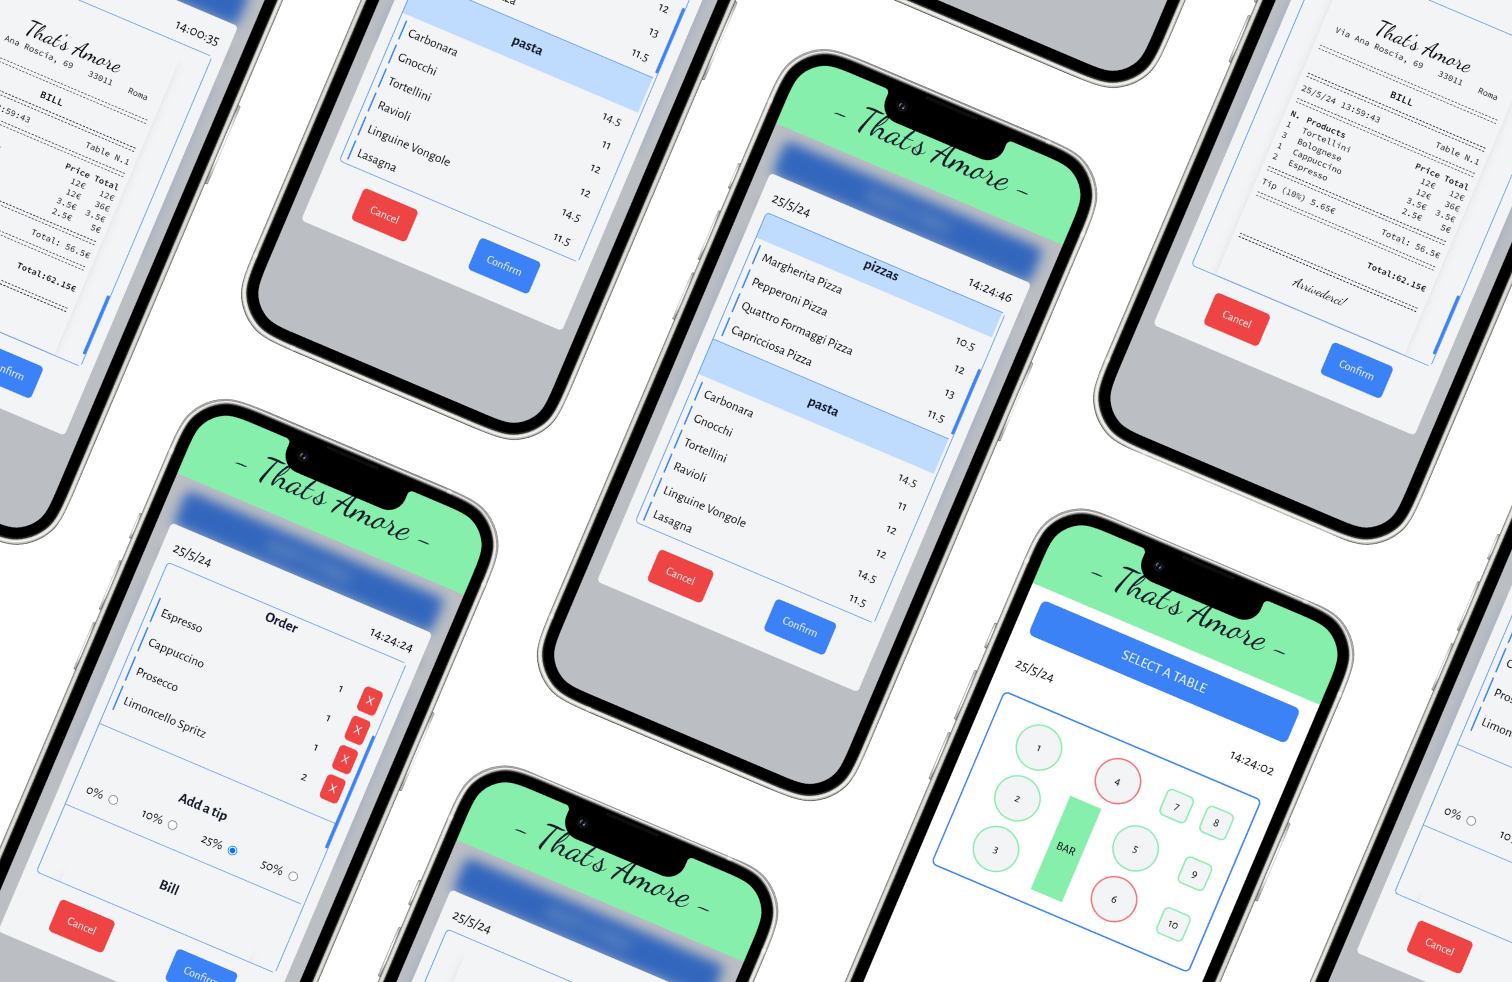 14:00:35
That's Amore
Ana Roscia, 69 33011 Roma
BILL
:59:43
Table N.1
Price Total
12€ 12€
12€ 36€
3.5€ 3.5€
2.5€ 5€
Total: 56.5€
Total:62.15€
12
13
11.5
pasta
Carbonara 14.5
Gnocchi 11
Tortellini 12
Ravioli 12
Linguine Vongole 14.5
Lasagna 11.5
Cancel
Confirm
- That's Amore -
25/5/24
14:24:46
pizzas
Margherita Pizza 10.5
Pepperoni Pizza 12
Quattro Formaggi Pizza 13
Capricciosa Pizza 11.5
pasta
Carbonara 14.5
Gnocchi 11
Tortellini 12
Ravioli 12
Linguine Vongole 14.5
Lasagna 11.5
Cancel
Confirm
That's Amore
Via Ana Roscia, 69 33011 Roma
BILL
25/5/24 13:59:43
Table N.1
N. Products Price Total
1 Tortellini 12€ 12€
3 Bolognese 12€ 36€
1 Cappuccino 3.5€ 3.5€
2 Espresso 2.5€ 5€
Total: 56.5€
Tip (10%) 5.65€
Total:62.15€
Arrivederci!
Cancel
Confirm
- That's Amore -
25/5/24
14:24:24
Order
Espresso 1 X
Cappuccino 1 X
Prosecco 1 X
Limoncello Spritz 2 X
Add a tip
0% 10% 25% 50%
Bill
Cancel
Confirm
- That's Amore -
25/5/24
- That's Amore -
SELECT A TABLE
25/5/24
14:24:02
1
2
3
4
BAR
5
6
7
8
9
10
0%
Cancel